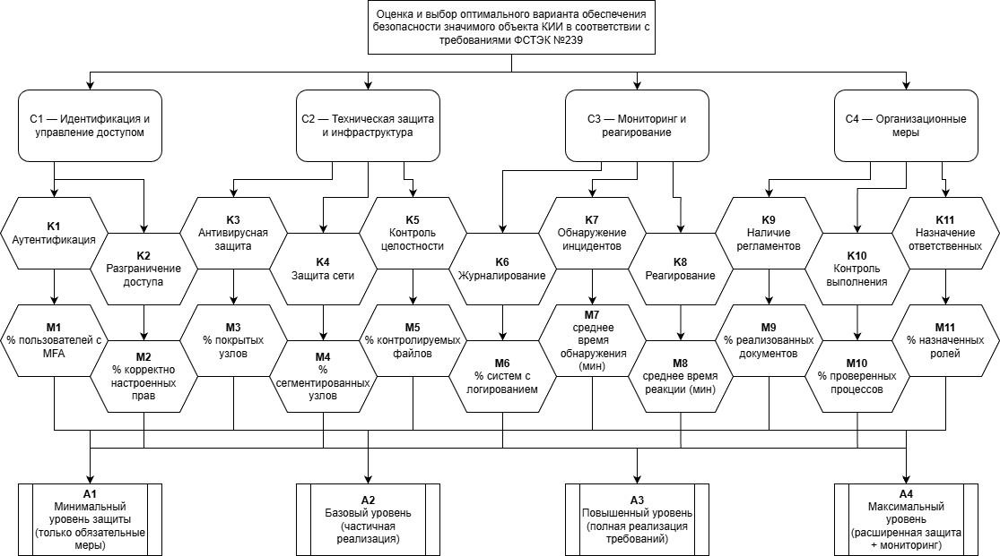 Оценка и выбор оптимального варианта обеспечения
безопасности значимого объекта КИИ в соответствии с
требованиями ФСТЭК №239
С1 — Идентификация и
управление доступом
С2 — Техническая защита
и инфраструктура
С3 — Мониторинг и
реагирование
С4 — Организационные
меры
К1
Аутентификация
К2
Разграничение
доступа
К3
Антивирусная
защита
К4
Защита сети
К5
Контроль
целостности
К6
Журналирование
К7
Обнаружение
инцидентов
К8
Реагирование
К9
Наличие
регламентов
К10
Контроль
выполнения
К11
Назначение
ответственных
М1
% пользователей с
MFA
М2
% корректно
настроенных
прав
М3
% покрытых
узлов
М4
%
сегментированных
узлов
М5
% контролируемых
файлов
М6
% систем с
логированием
М7
среднее
время
обнаружения
(мин)
М8
среднее время
реакции (мин)
М9
% реализованных
документов
М10
% проверенных
процессов
М11
% назначенных
ролей
А1
Минимальный
уровень защиты
(только обязательные
меры)
А2
Базовый уровень
(частичная
реализация)
А3
Повышенный уровень
(полная реализация
требований)
А4
Максимальный
уровень
(расширенная защита
+ мониторинг)